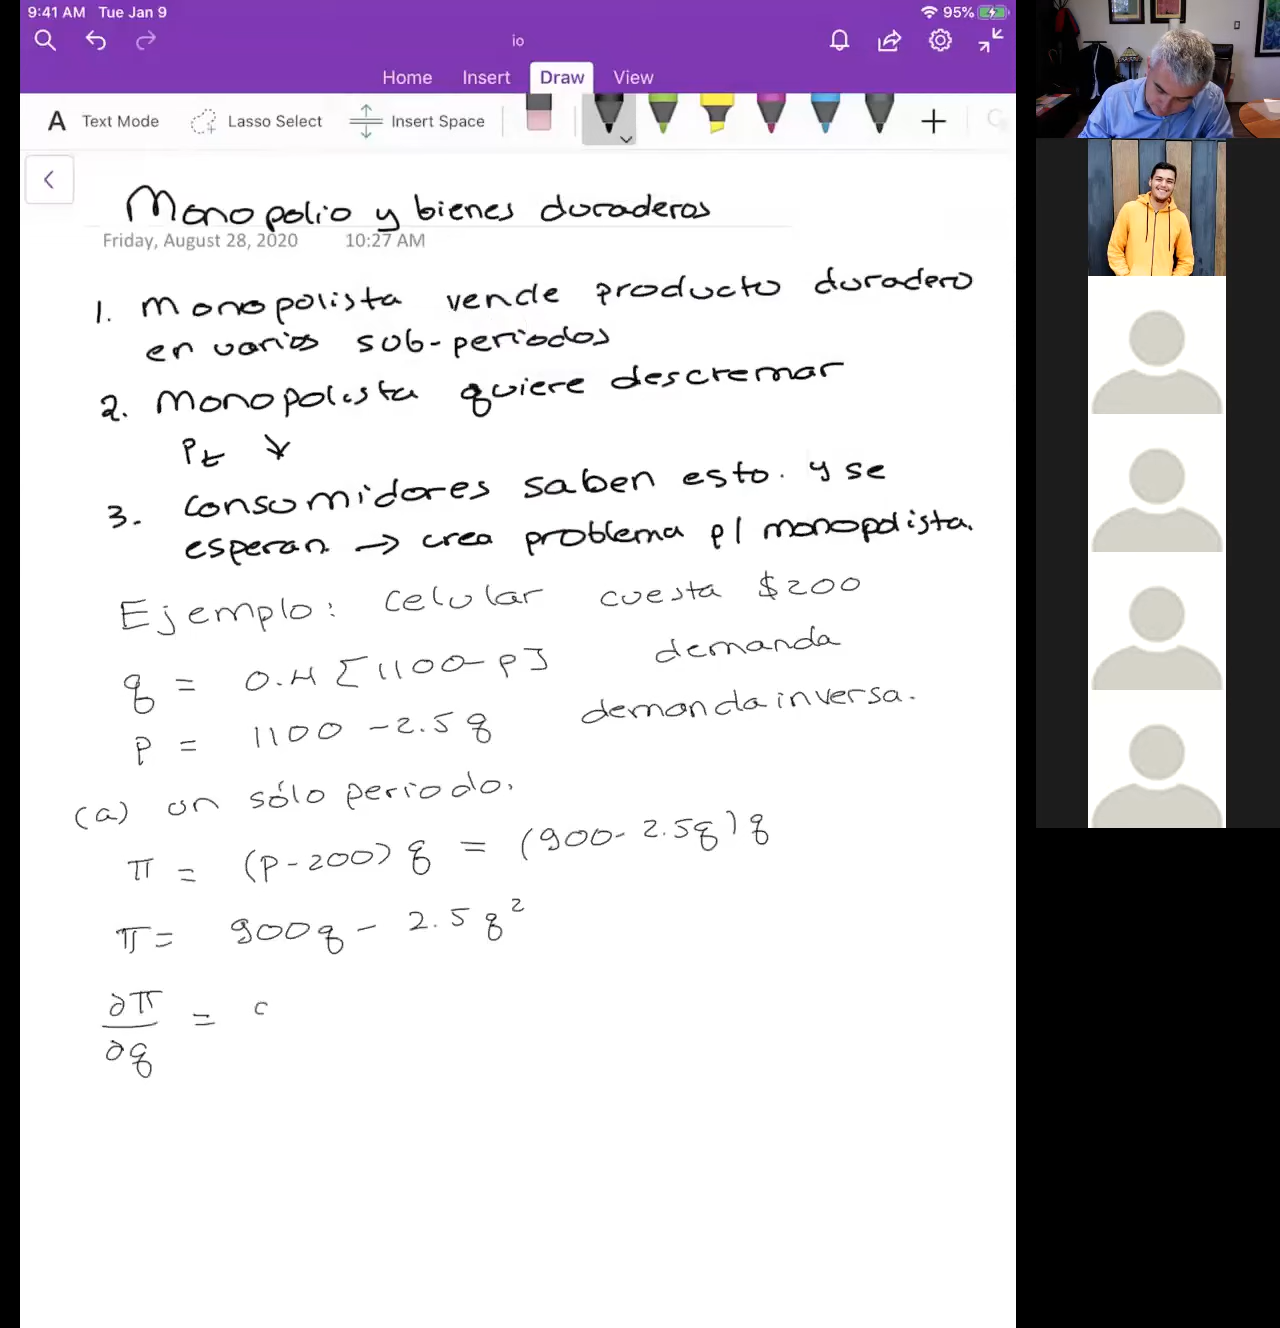 9:41 AM Tue Jan 9
95%
io
Home Insert Draw View
A Text Mode Lasso Select Insert Space
Monopolio y bienes duraderos
Friday, August 28, 2020 10:27 AM
1. Monopolista vende producto duradero
en varios sub-periodos
2. Monopolista quiere descremar
Pt ↓
3. Consumidores saben esto. y se
esperan. → crea problema p/ monopolista.
Ejemplo: celular cuesta $200
q = 0.4 [1100-p] demanda
p = 1100 - 2.5q demanda inversa.
(a) un sólo periodo.
π = (p-200) q = (900-2.5q) q
π = 900q - 2.5q²
∂π/∂q =